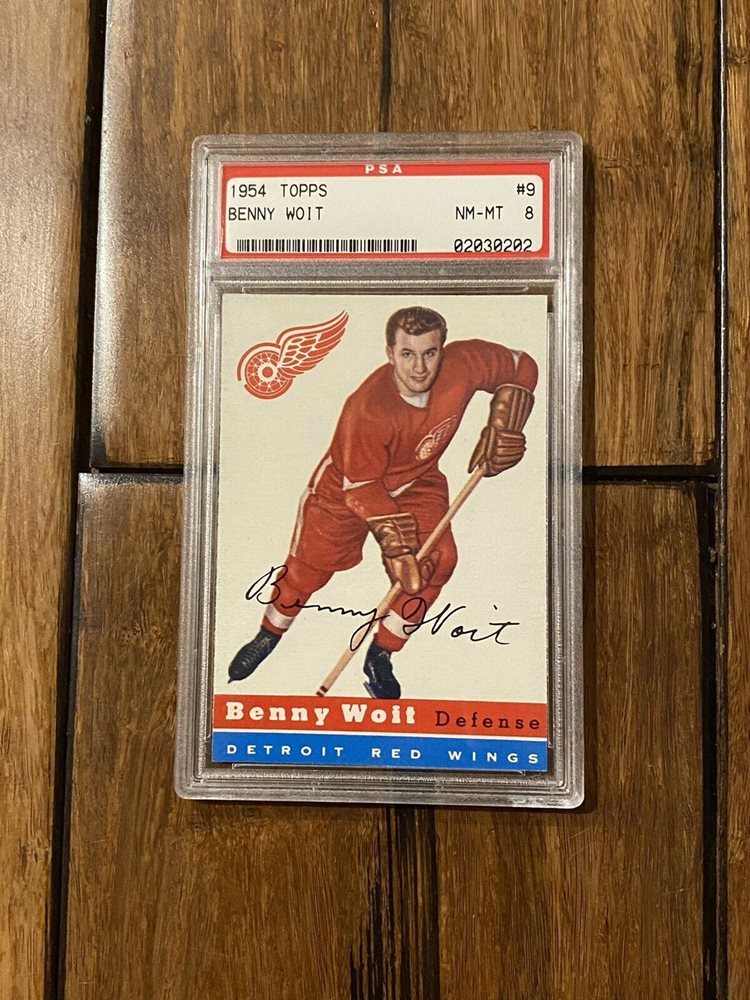 PSA
1954 TOPPS #9
BENNY WOIT NM-MT 8
02030202
Benny Woit
Benny Woit Defense
DETROIT RED WINGS